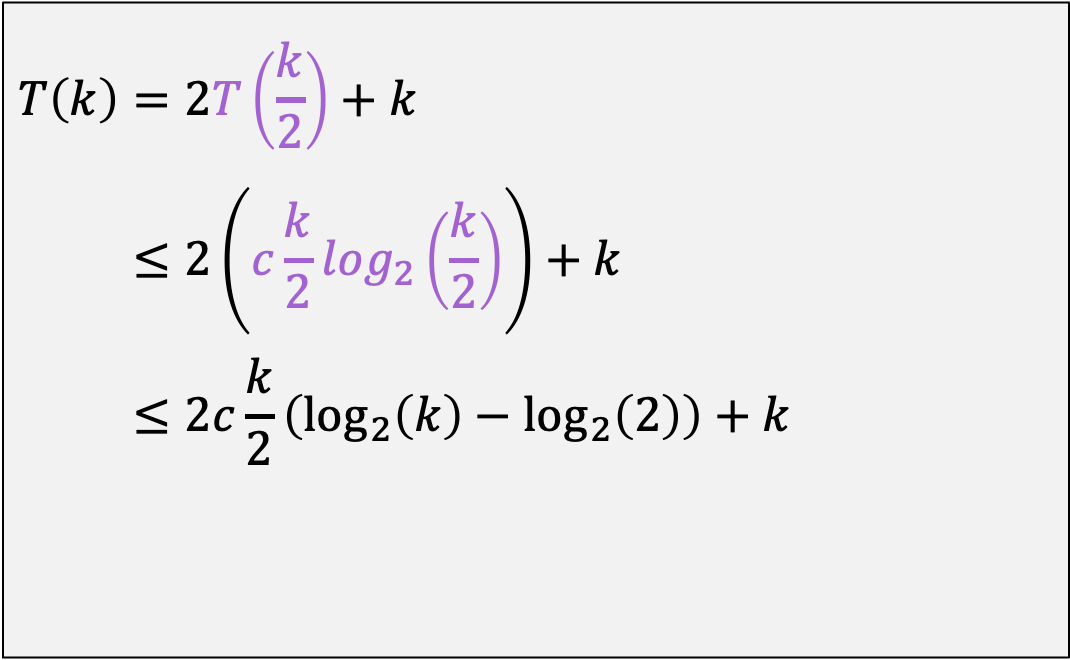 T(k) = 2T(k/2) + k
≤ 2(c k/2 log₂(k/2)) + k
≤ 2c k/2 (log₂(k) − log₂(2)) + k